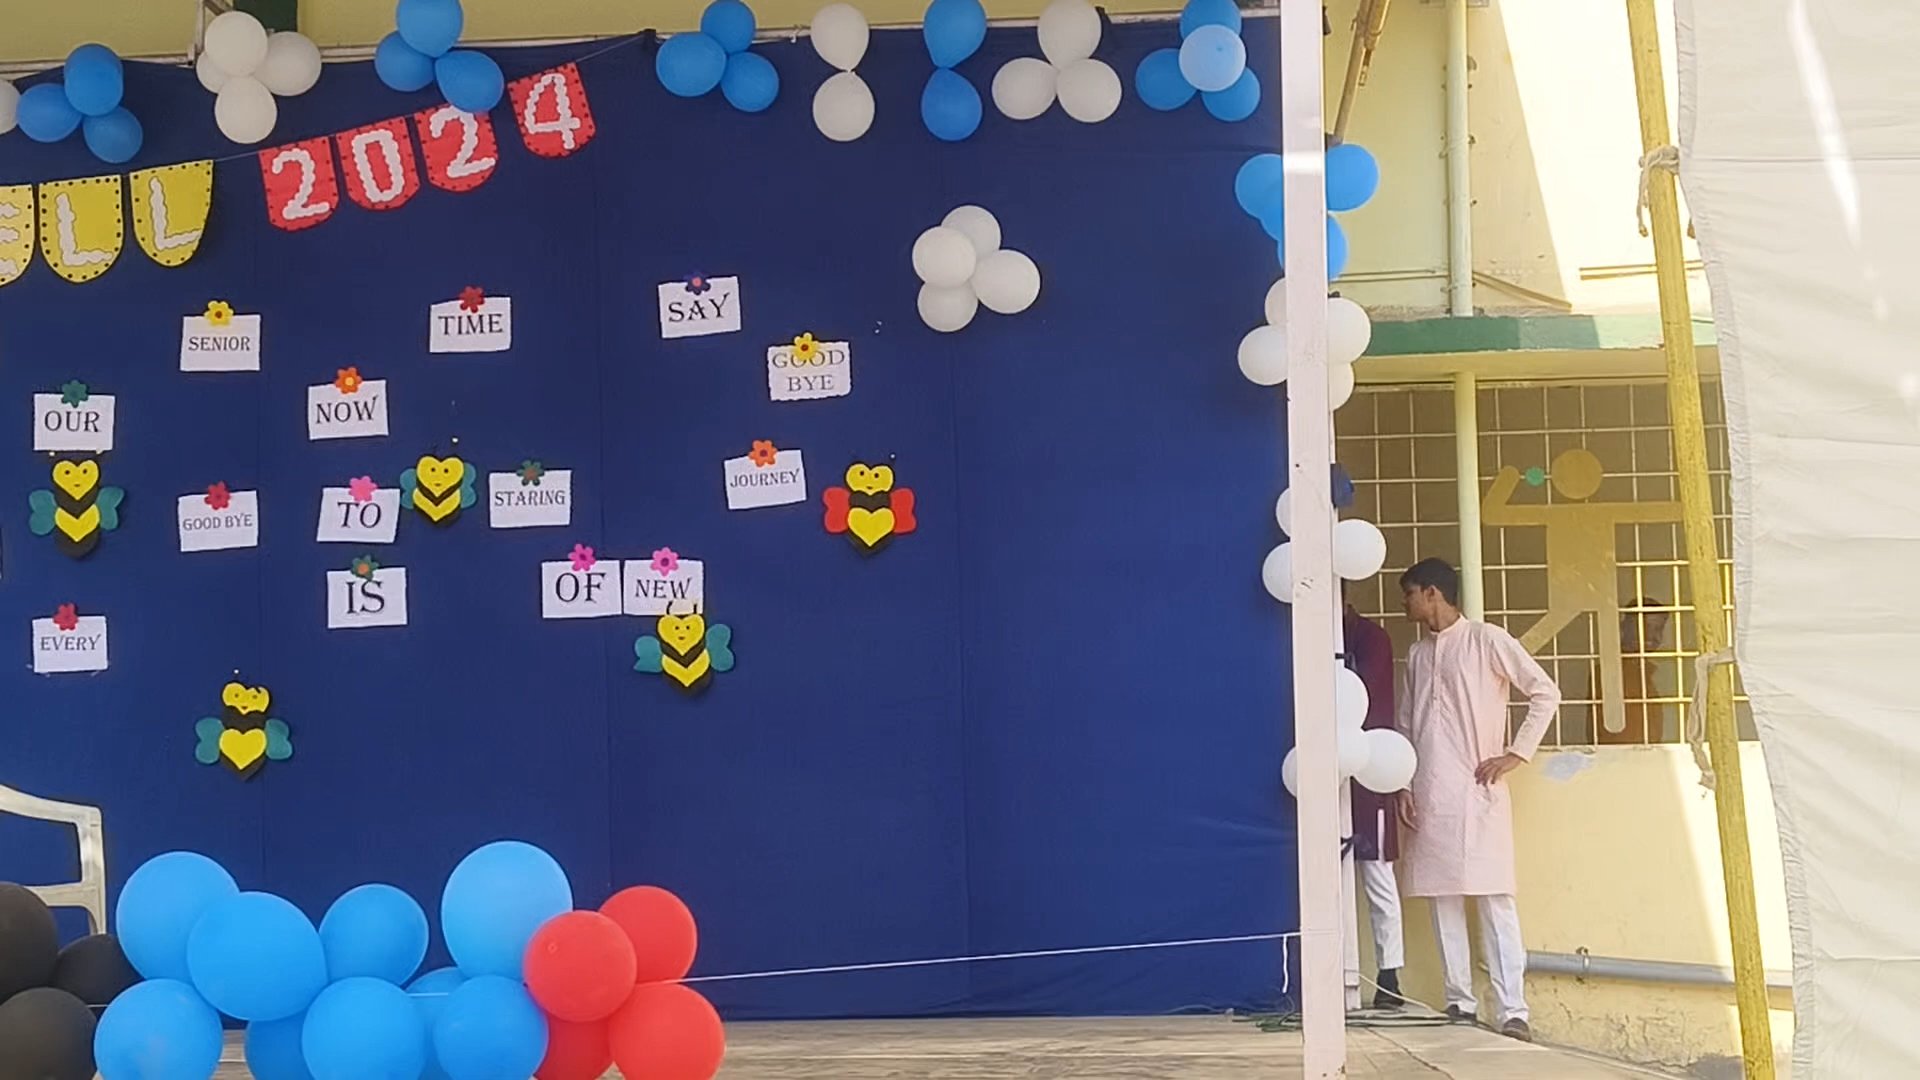 ELL 2024
SENIOR
TIME
SAY
GOOD
BYE
OUR
NOW
GOOD BYE
TO
STARING
JOURNEY
IS
OF
NEW
EVERY